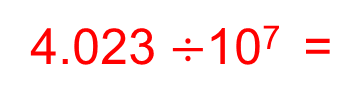 4.023 ÷10⁷ =